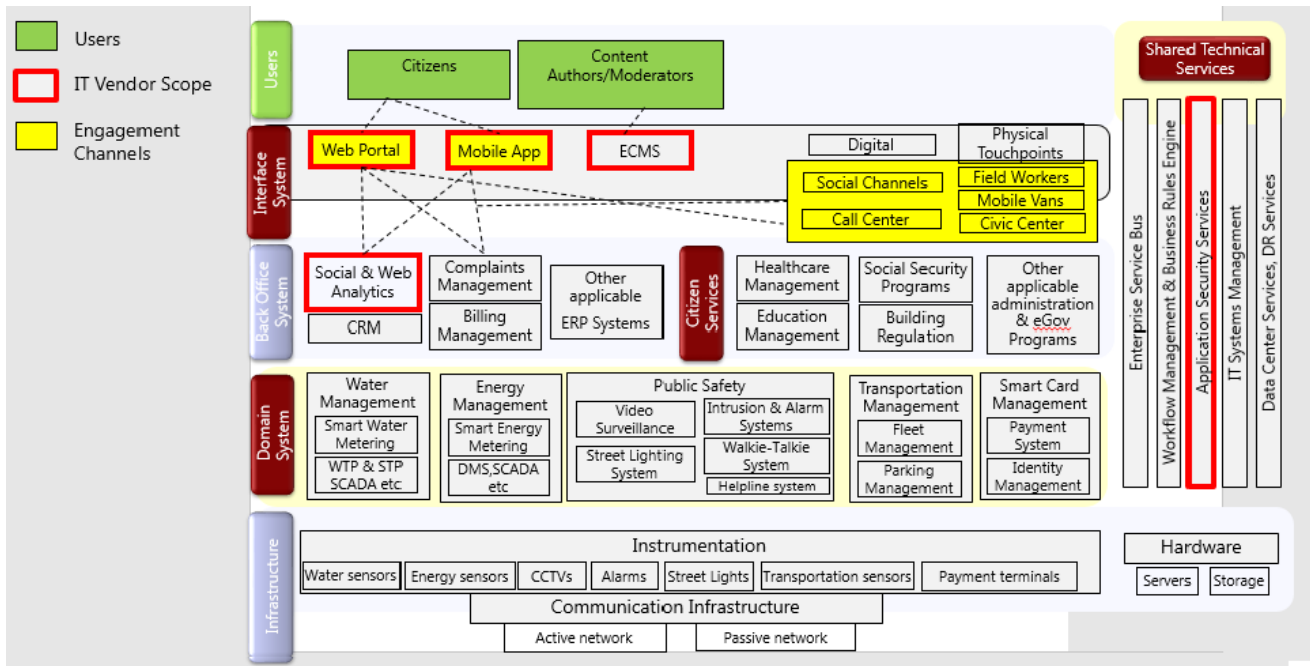 Users
IT Vendor Scope
Engagement
Channels
Users
Citizens
Content
Authors/Moderators
Interface
System
Web Portal
Mobile App
ECMS
Digital
Physical
Touchpoints
Social Channels
Call Center
Field Workers
Mobile Vans
Civic Center
Back Office
System
Social & Web
Analytics
CRM
Complaints
Management
Billing
Management
Other
applicable
ERP Systems
Citizen
Services
Healthcare
Management
Education
Management
Social Security
Programs
Building
Regulation
Other
applicable
administration
& eGov
Programs
Domain
System
Water
Management
Smart Water
Metering
WTP & STP
SCADA etc
Energy
Management
Smart Energy
Metering
DMS,SCADA
etc
Public Safety
Video
Surveillance
Street Lighting
System
Intrusion & Alarm
Systems
Walkie-Talkie
System
Helpline system
Transportation
Management
Fleet
Management
Parking
Management
Smart Card
Management
Payment
System
Identity
Management
Infrastructure
Instrumentation
Water sensors
Energy sensors
CCTVs
Alarms
Street Lights
Transportation sensors
Payment terminals
Communication Infrastructure
Active network
Passive network
Shared Technical
Services
Enterprise Service Bus
Workflow Management & Business Rules Engine
Application Security Services
IT Systems Management
Data Center Services, DR Services
Hardware
Servers
Storage